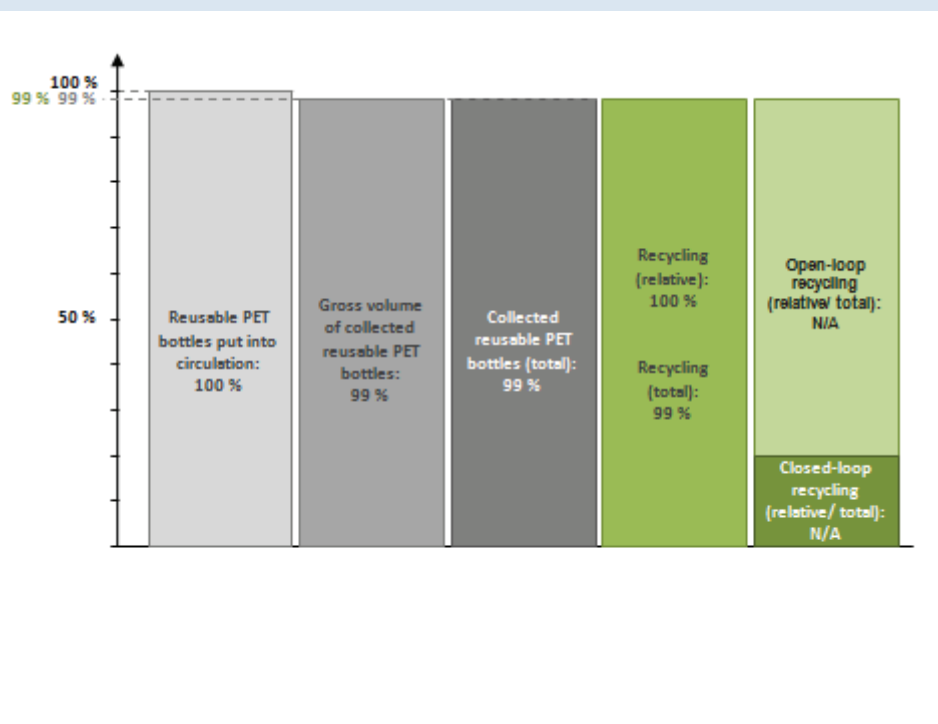 100 %
99 % 99 %
50 %
Reusable PET
bottles put into
circulation:
100 %
Gross volume
of collected
reusable PET
bottles:
99 %
Collected
reusable PET
bottles (total):
99 %
Recycling
(relative):
100 %
Recycling
(total):
99 %
Open-loop
recycling
(relative/ total):
N/A
Closed-loop
recycling
(relative/ total):
N/A